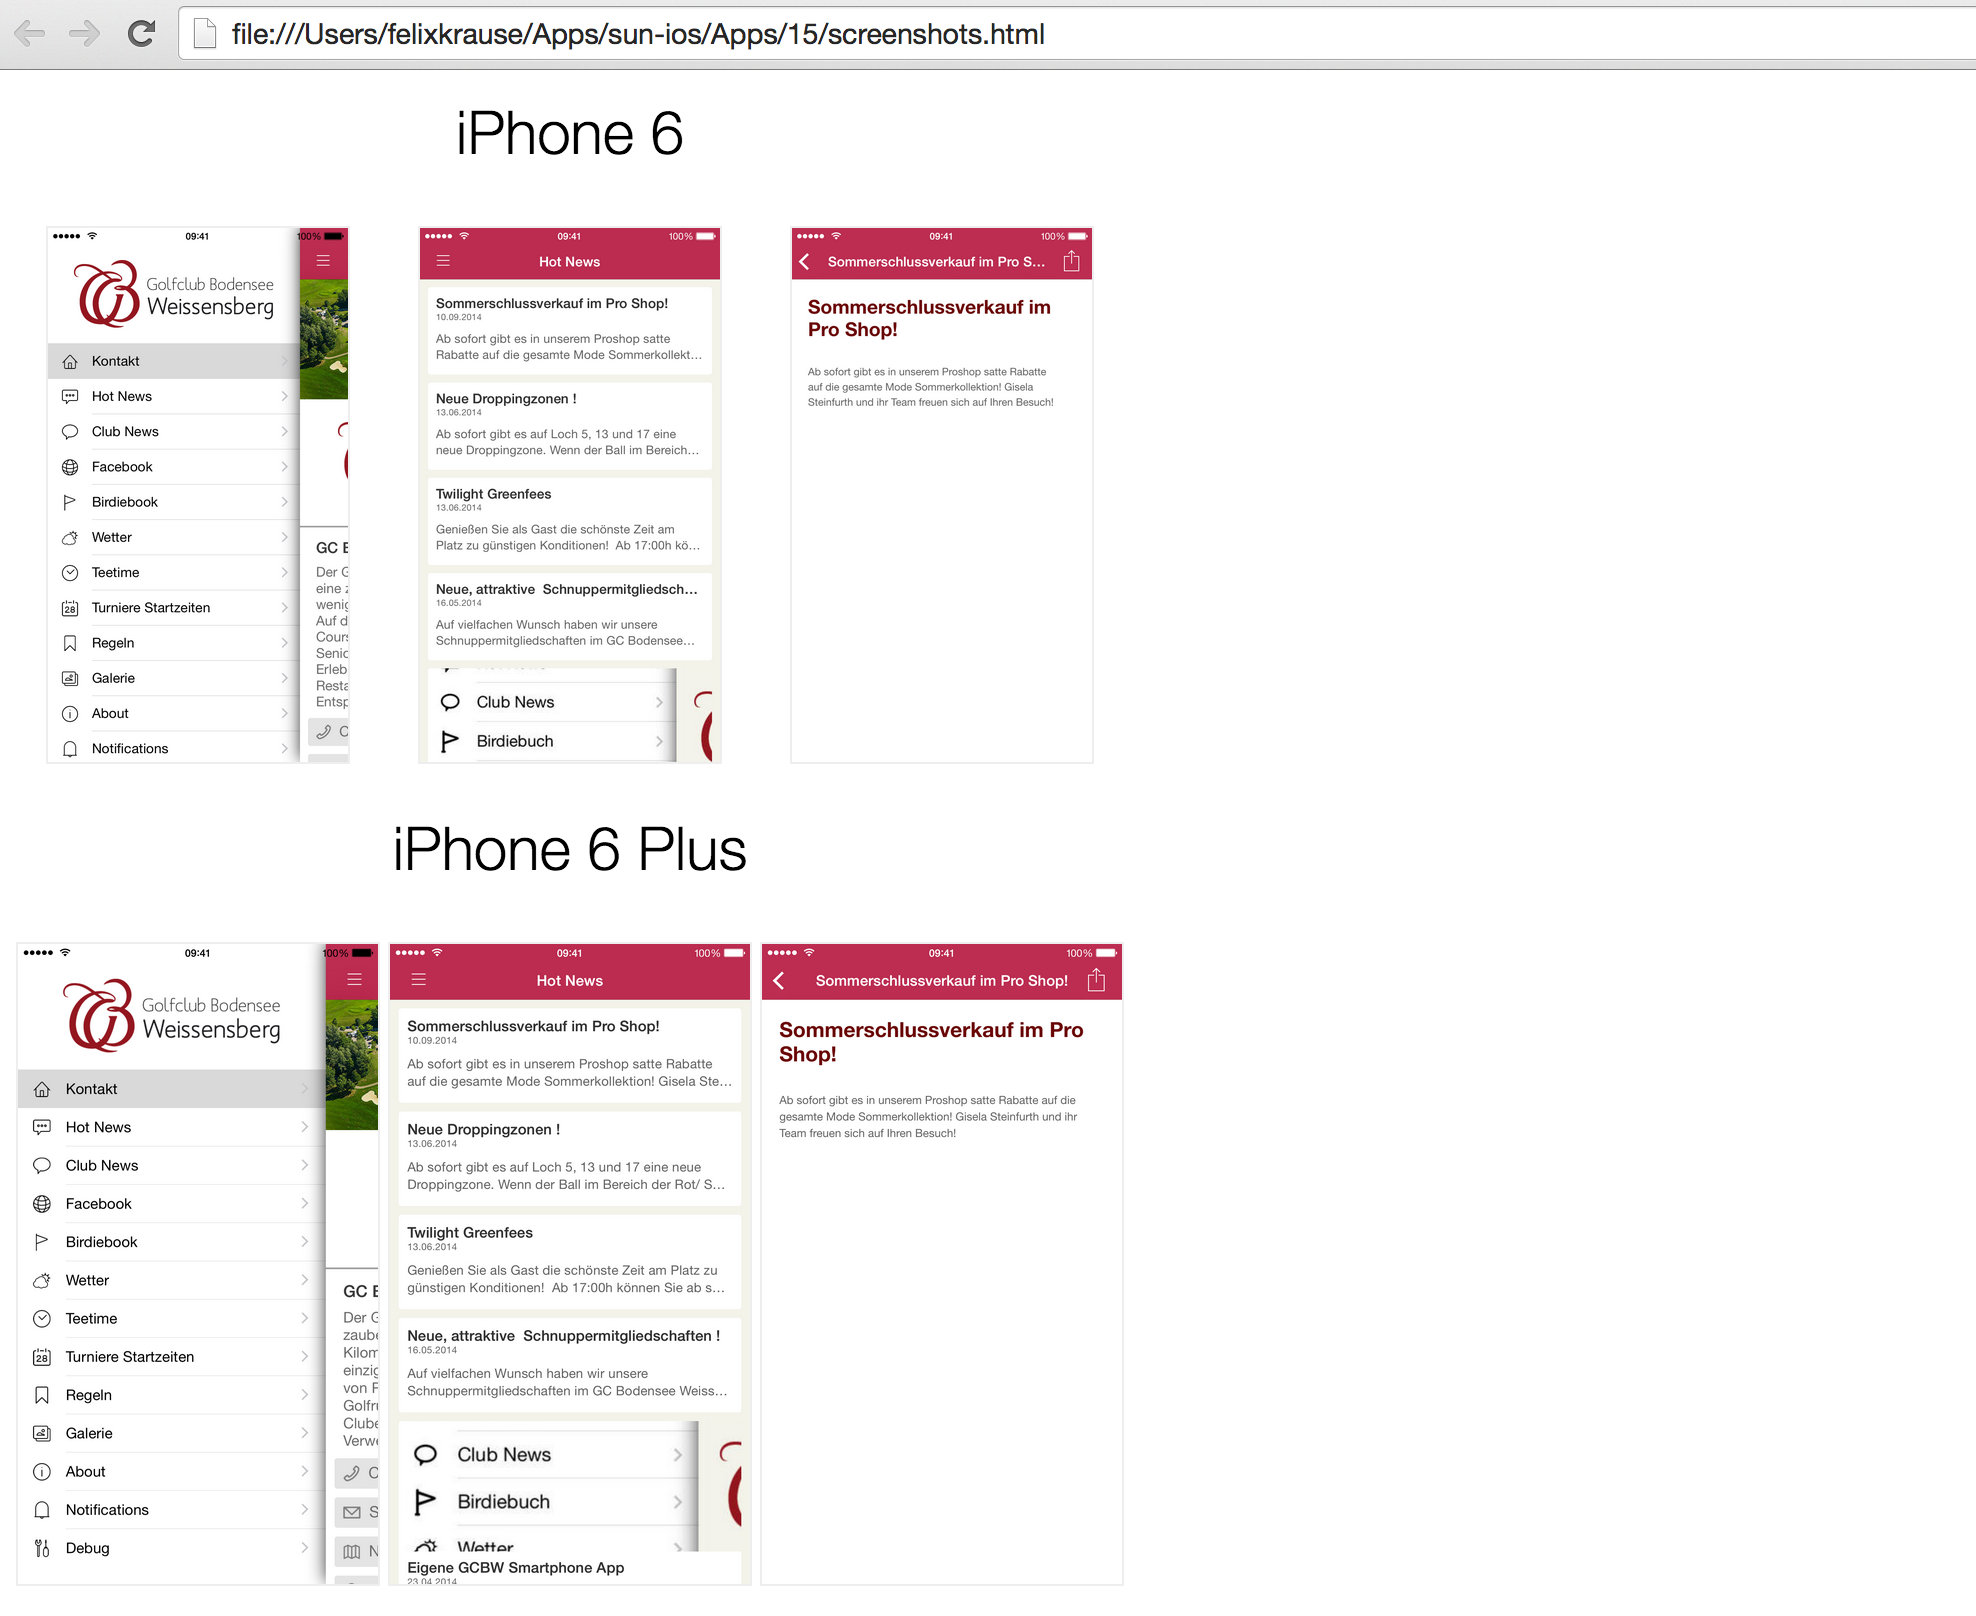 file:///Users/felixkrause/Apps/sun-ios/Apps/15/screenshots.html
iPhone 6
09:41
100%
Golfclub Bodensee
Weissensberg
Kontakt
Hot News
Club News
Facebook
Birdiebook
Wetter
Teetime
28
Turniere Startzeiten
Regeln
Galerie
About
Notifications
GC
Der G
eine
wenig
Auf d
Cours
Senic
Erleb
Resta
Entsp
09:41
100%
Hot News
Sommerschlussverkauf im Pro Shop!
10.09.2014
Ab sofort gibt es in unserem Proshop satte
Rabatte auf die gesamte Mode Sommerkollekt...
Neue Droppingzonen !
13.06.2014
Ab sofort gibt es auf Loch 5, 13 und 17 eine
neue Droppingzone. Wenn der Ball im Bereich...
Twilight Greenfees
13.06.2014
Genießen Sie als Gast die schönste Zeit am
Platz zu günstigen Konditionen!  Ab 17:00h kö...
Neue, attraktive  Schnuppermitgliedsch...
16.05.2014
Auf vielfachen Wunsch haben wir unsere
Schnuppermitgliedschaften im GC Bodensee...
Club News
Birdiebuch
09:41
100%
Sommerschlussverkauf im Pro S...
Sommerschlussverkauf im
Pro Shop!
Ab sofort gibt es in unserem Proshop satte Rabatte
auf die gesamte Mode Sommerkollektion! Gisela
Steinfurth und ihr Team freuen sich auf Ihren Besuch!
iPhone 6 Plus
09:41
100%
Golfclub Bodensee
Weissensberg
Kontakt
Hot News
Club News
Facebook
Birdiebook
Wetter
Teetime
28
Turniere Startzeiten
Regeln
Galerie
About
Notifications
Debug
GC
Der G
zaube
Kilom
einzig
von
Golfr
Clube
Verw
09:41
100%
Hot News
Sommerschlussverkauf im Pro Shop!
10.09.2014
Ab sofort gibt es in unserem Proshop satte Rabatte
auf die gesamte Mode Sommerkollektion! Gisela Ste...
Neue Droppingzonen !
13.06.2014
Ab sofort gibt es auf Loch 5, 13 und 17 eine neue
Droppingzone. Wenn der Ball im Bereich der Rot/ S...
Twilight Greenfees
13.06.2014
Genießen Sie als Gast die schönste Zeit am Platz zu
günstigen Konditionen!  Ab 17:00h können Sie ab s...
Neue, attraktive  Schnuppermitgliedschaften !
16.05.2014
Auf vielfachen Wunsch haben wir unsere
Schnuppermitgliedschaften im GC Bodensee Weiss...
Club News
Birdiebuch
Wetter
Eigene GCBW Smartphone App
23.04.2014
09:41
100%
Sommerschlussverkauf im Pro Shop!
Sommerschlussverkauf im Pro
Shop!
Ab sofort gibt es in unserem Proshop satte Rabatte auf die
gesamte Mode Sommerkollektion! Gisela Steinfurth und ihr
Team freuen sich auf Ihren Besuch!